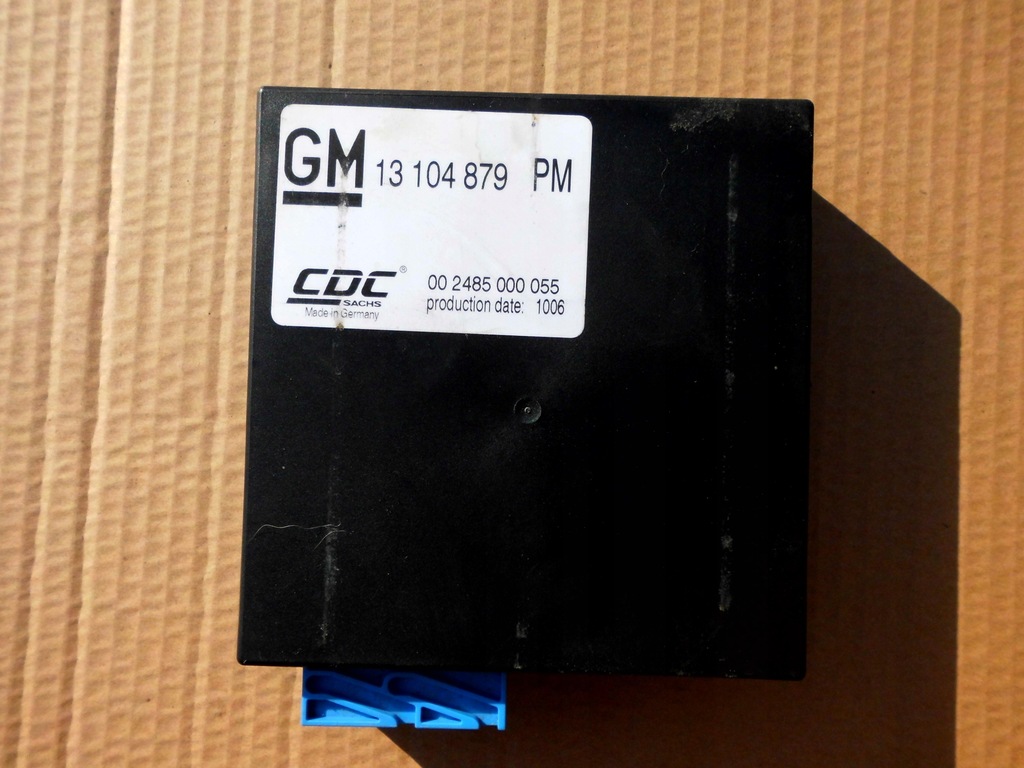 GM 13 104 879 PM
CDC® 00 2485 000 055
SACHS production date: 1006
Made in Germany